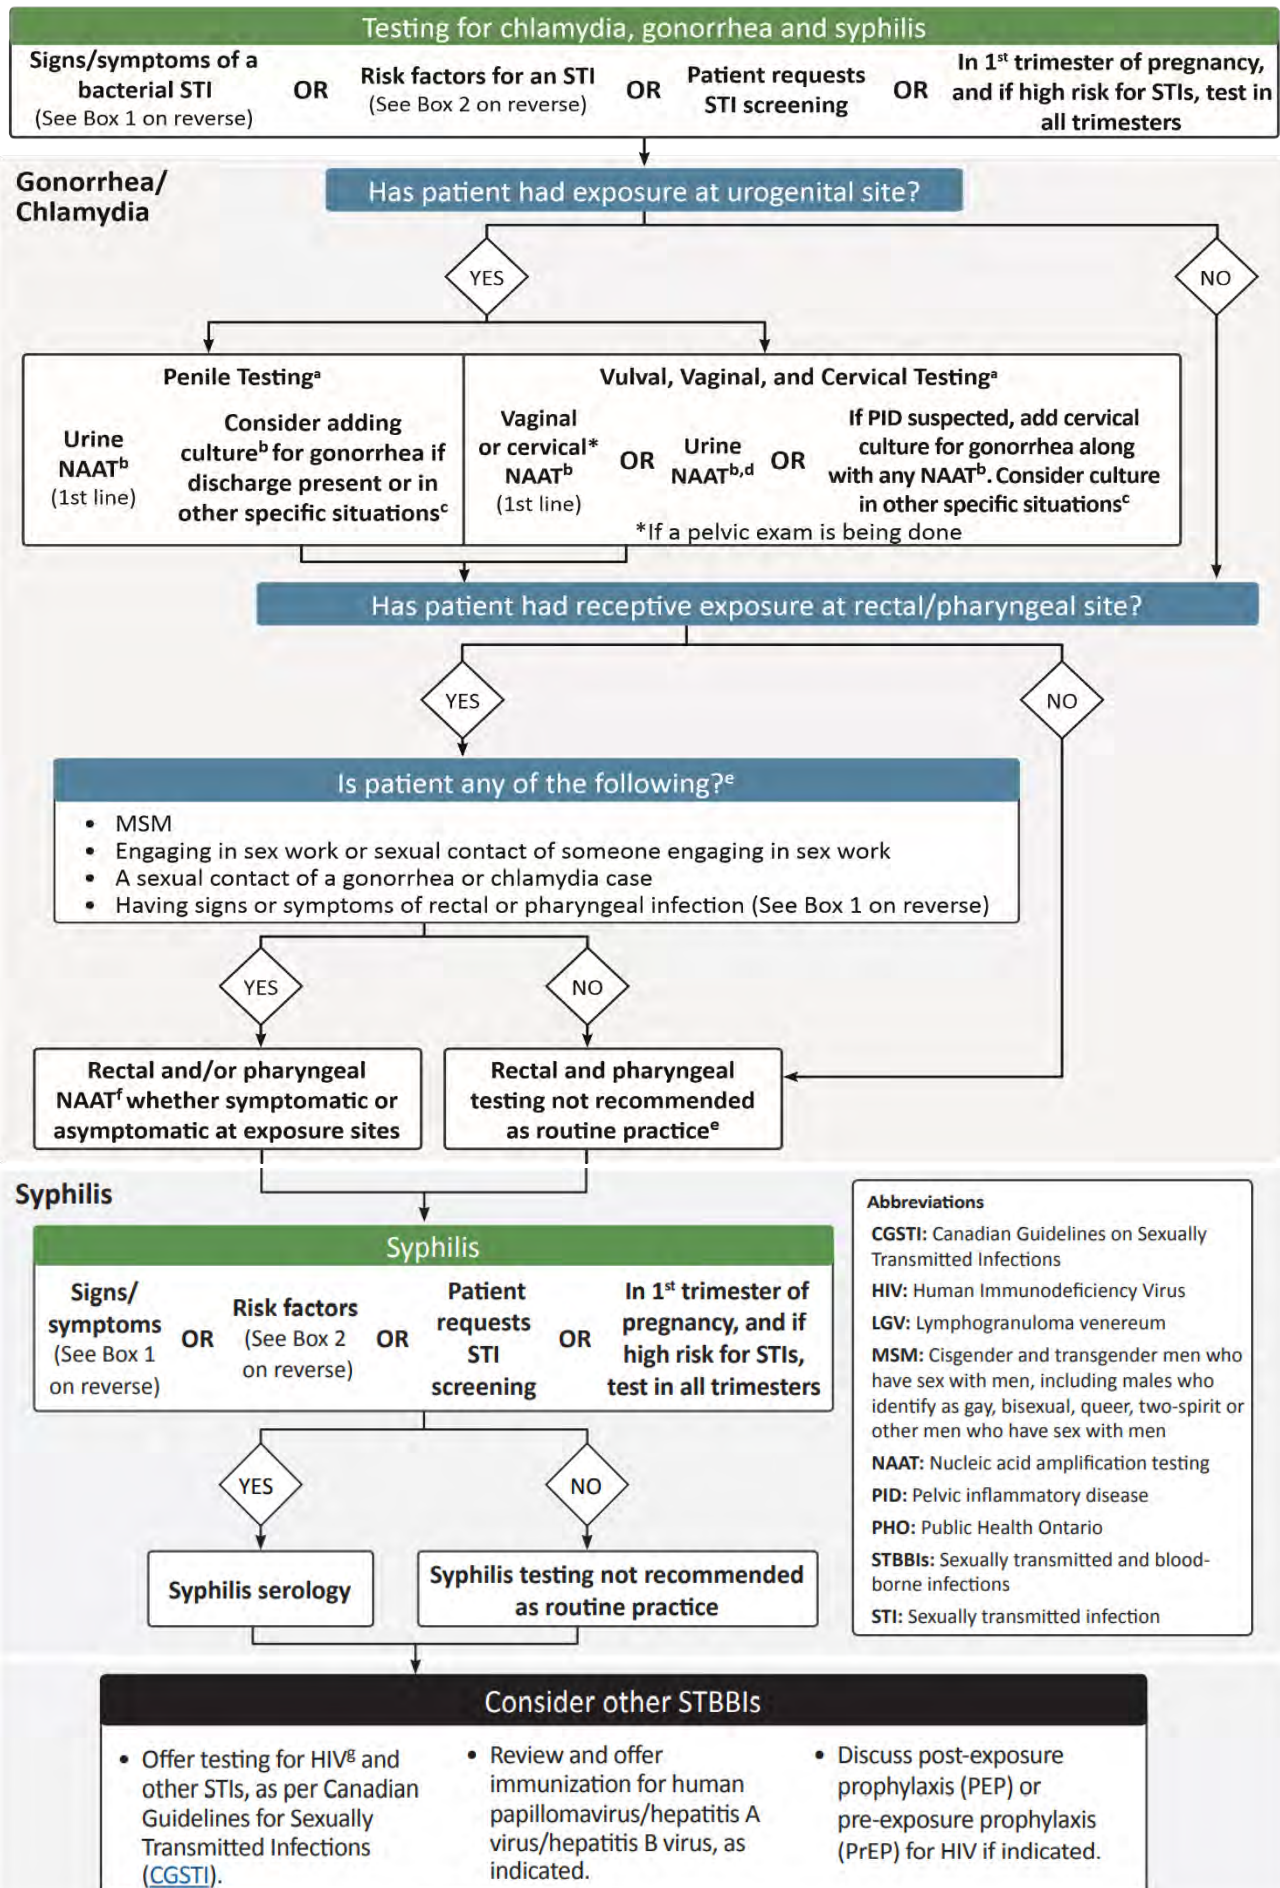 Testing for chlamydia, gonorrhea and syphilis
Signs/symptoms of a
bacterial STI
(See Box 1 on reverse)
OR
Risk factors for an STI
(See Box 2 on reverse)
OR
Patient requests
STI screening
OR
In 1st trimester of pregnancy,
and if high risk for STIs, test in
all trimesters
Gonorrhea/
Chlamydia
Has patient had exposure at urogenital site?
YES
NO
Penile Testingᵃ
Urine
NAATᵇ
(1st line)
Consider adding
cultureᵇ for gonorrhea if
discharge present or in
other specific situationsᶜ
Vulval, Vaginal, and Cervical Testingᵃ
Vaginal
or cervical*
NAATᵇ
(1st line)
OR
Urine
NAATᵇ,ᵈ
OR
If PID suspected, add cervical
culture for gonorrhea along
with any NAATᵇ. Consider culture
in other specific situationsᶜ
*If a pelvic exam is being done
Has patient had receptive exposure at rectal/pharyngeal site?
YES
NO
Is patient any of the following?ᵉ
• MSM
• Engaging in sex work or sexual contact of someone engaging in sex work
• A sexual contact of a gonorrhea or chlamydia case
• Having signs or symptoms of rectal or pharyngeal infection (See Box 1 on reverse)
YES
NO
Rectal and/or pharyngeal
NAATᶠ whether symptomatic or
asymptomatic at exposure sites
Rectal and pharyngeal
testing not recommended
as routine practiceᵉ
Syphilis
Syphilis
Signs/
symptoms
(See Box 1
on reverse)
OR
Risk factors
(See Box 2
on reverse)
OR
Patient
requests
STI
screening
OR
In 1st trimester of
pregnancy, and if
high risk for STIs,
test in all trimesters
YES
NO
Syphilis serology
Syphilis testing not recommended
as routine practice
Abbreviations
CGSTI: Canadian Guidelines on Sexually
Transmitted Infections
HIV: Human Immunodeficiency Virus
LGV: Lymphogranuloma venereum
MSM: Cisgender and transgender men who
have sex with men, including males who
identify as gay, bisexual, queer, two-spirit or
other men who have sex with men
NAAT: Nucleic acid amplification testing
PID: Pelvic inflammatory disease
PHO: Public Health Ontario
STBBIs: Sexually transmitted and blood-
borne infections
STI: Sexually transmitted infection
Consider other STBBIs
• Offer testing for HIVᵍ and
other STIs, as per Canadian
Guidelines for Sexually
Transmitted Infections
(CGSTI).
• Review and offer
immunization for human
papillomavirus/hepatitis A
virus/hepatitis B virus, as
indicated.
• Discuss post-exposure
prophylaxis (PEP) or
pre-exposure prophylaxis
(PrEP) for HIV if indicated.